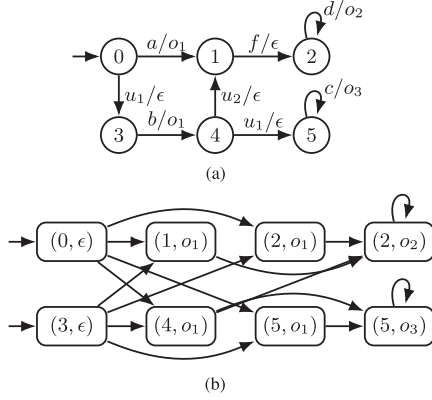 d/o₂
0 a/o₁ 1 f/ϵ 2
u₁/ϵ u₂/ϵ c/o₃
3 b/o₁ 4 u₁/ϵ 5
(a)
(0, ϵ) (1, o₁) (2, o₁) (2, o₂)
(3, ϵ) (4, o₁) (5, o₁) (5, o₃)
(b)